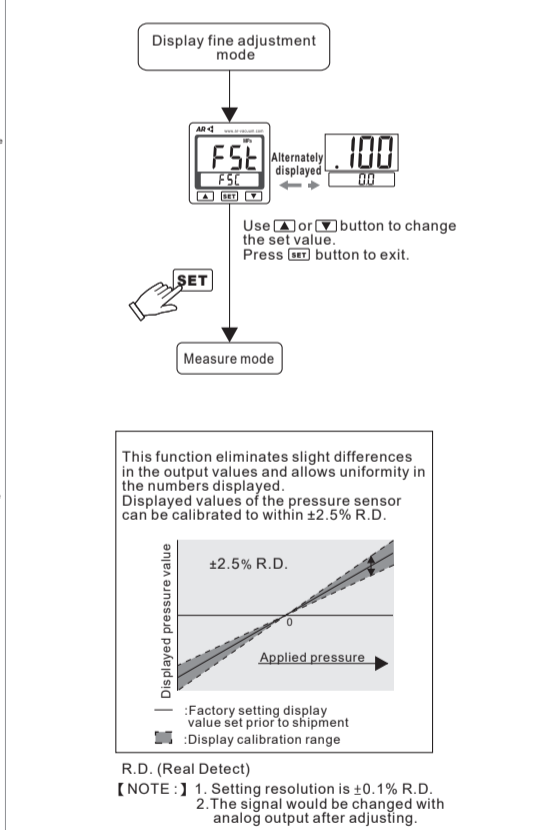 Display fine adjustment
mode
AR www.ar-vacuum.com
MPa
FSt
FSC
SET
Alternately
displayed
.100
0.0
Use ▲ or ▼ button to change
the set value.
Press SET button to exit.
SET
Measure mode
This function eliminates slight differences
in the output values and allows uniformity in
the numbers displayed.
Displayed values of the pressure sensor
can be calibrated to within ±2.5% R.D.
Displayed pressure value
±2.5% R.D.
0
Applied pressure
:Factory setting display
value set prior to shipment
:Display calibration range
R.D. (Real Detect)
【NOTE :】 1. Setting resolution is ±0.1% R.D.
2.The signal would be changed with
analog output after adjusting.